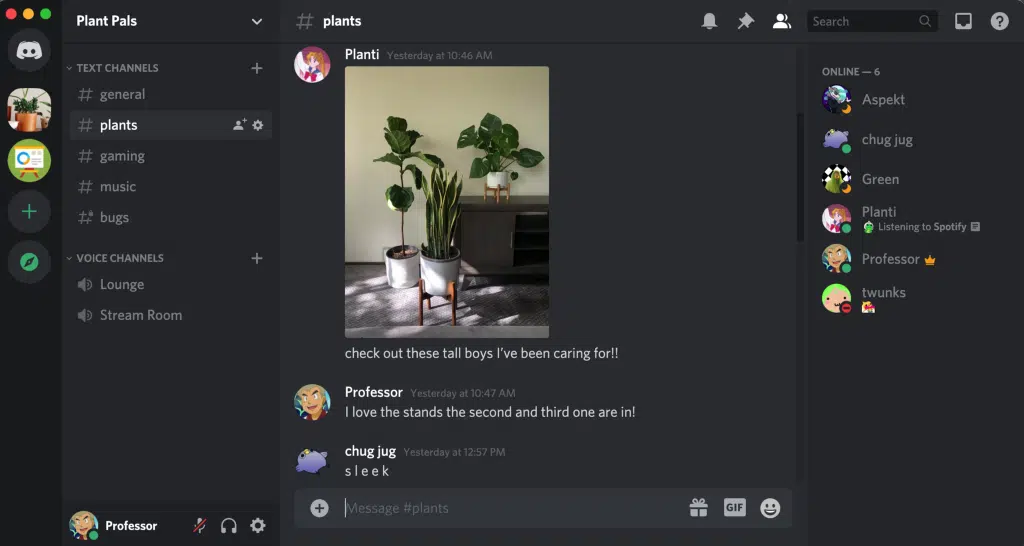 Plant Pals
TEXT CHANNELS
general
plants
gaming
music
bugs
VOICE CHANNELS
Lounge
Stream Room
Professor
# plants
Search
Planti Yesterday at 10:46 AM
check out these tall boys I've been caring for!!
Professor Yesterday at 10:47 AM
I love the stands the second and third one are in!
chug jug Yesterday at 12:57 PM
s l e e k
Message #plants
GIF
ONLINE — 6
Aspekt
chug jug
Green
Planti
Listening to Spotify
Professor
twunks